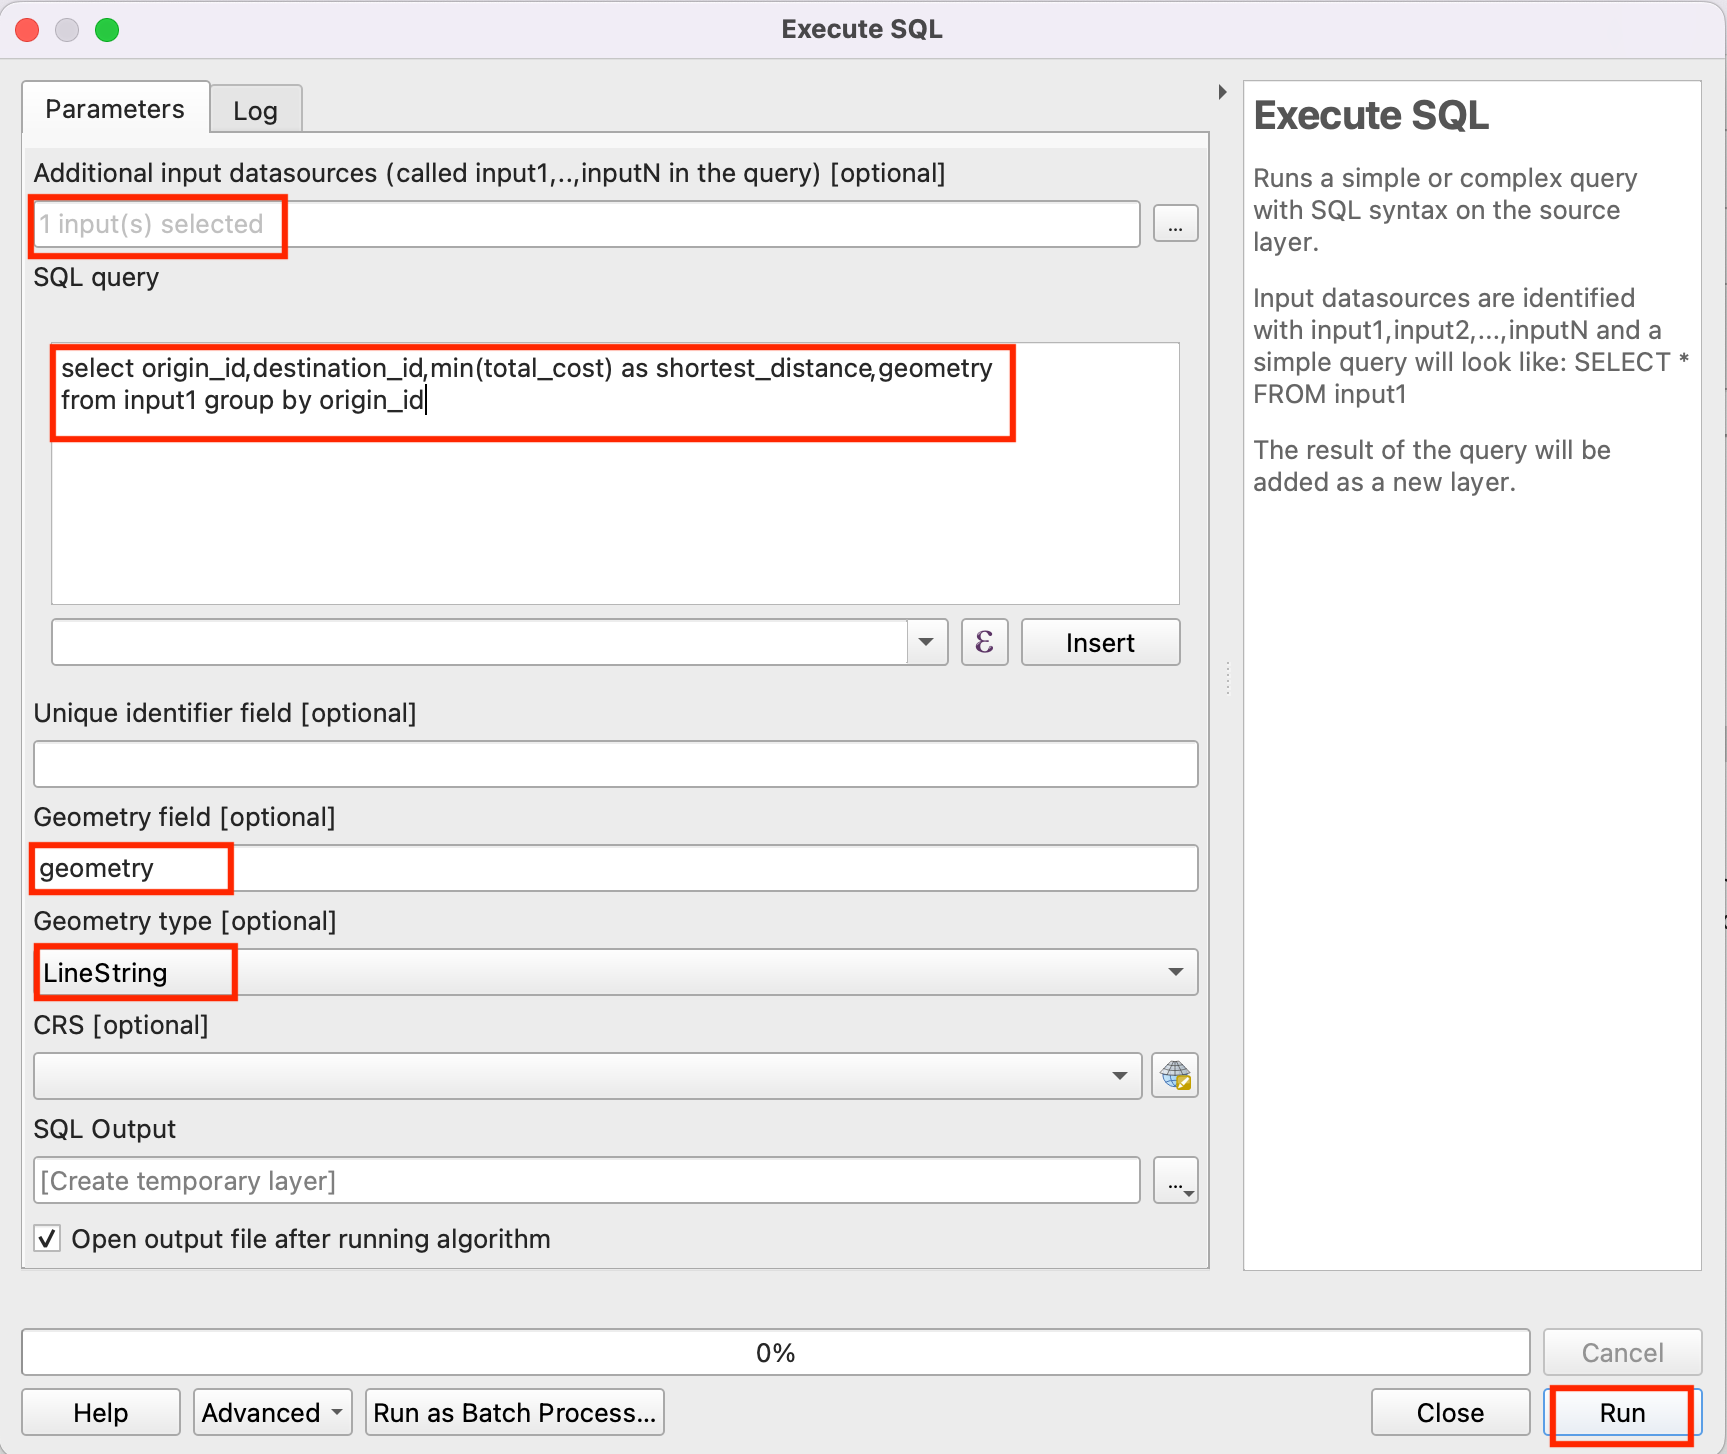 Execute SQL
Parameters
Log
Additional input datasources (called input1,..,inputN in the query) [optional]
1 input(s) selected
...
SQL query
select origin_id,destination_id,min(total_cost) as shortest_distance,geometry
from input1 group by origin_id
ε
Insert
Unique identifier field [optional]
Geometry field [optional]
geometry
Geometry type [optional]
LineString
CRS [optional]
SQL Output
[Create temporary layer]
...
Open output file after running algorithm
Execute SQL
Runs a simple or complex query
with SQL syntax on the source
layer.
Input datasources are identified
with input1,input2,...,inputN and a
simple query will look like: SELECT *
FROM input1
The result of the query will be
added as a new layer.
0%
Cancel
Help
Advanced
Run as Batch Process...
Close
Run